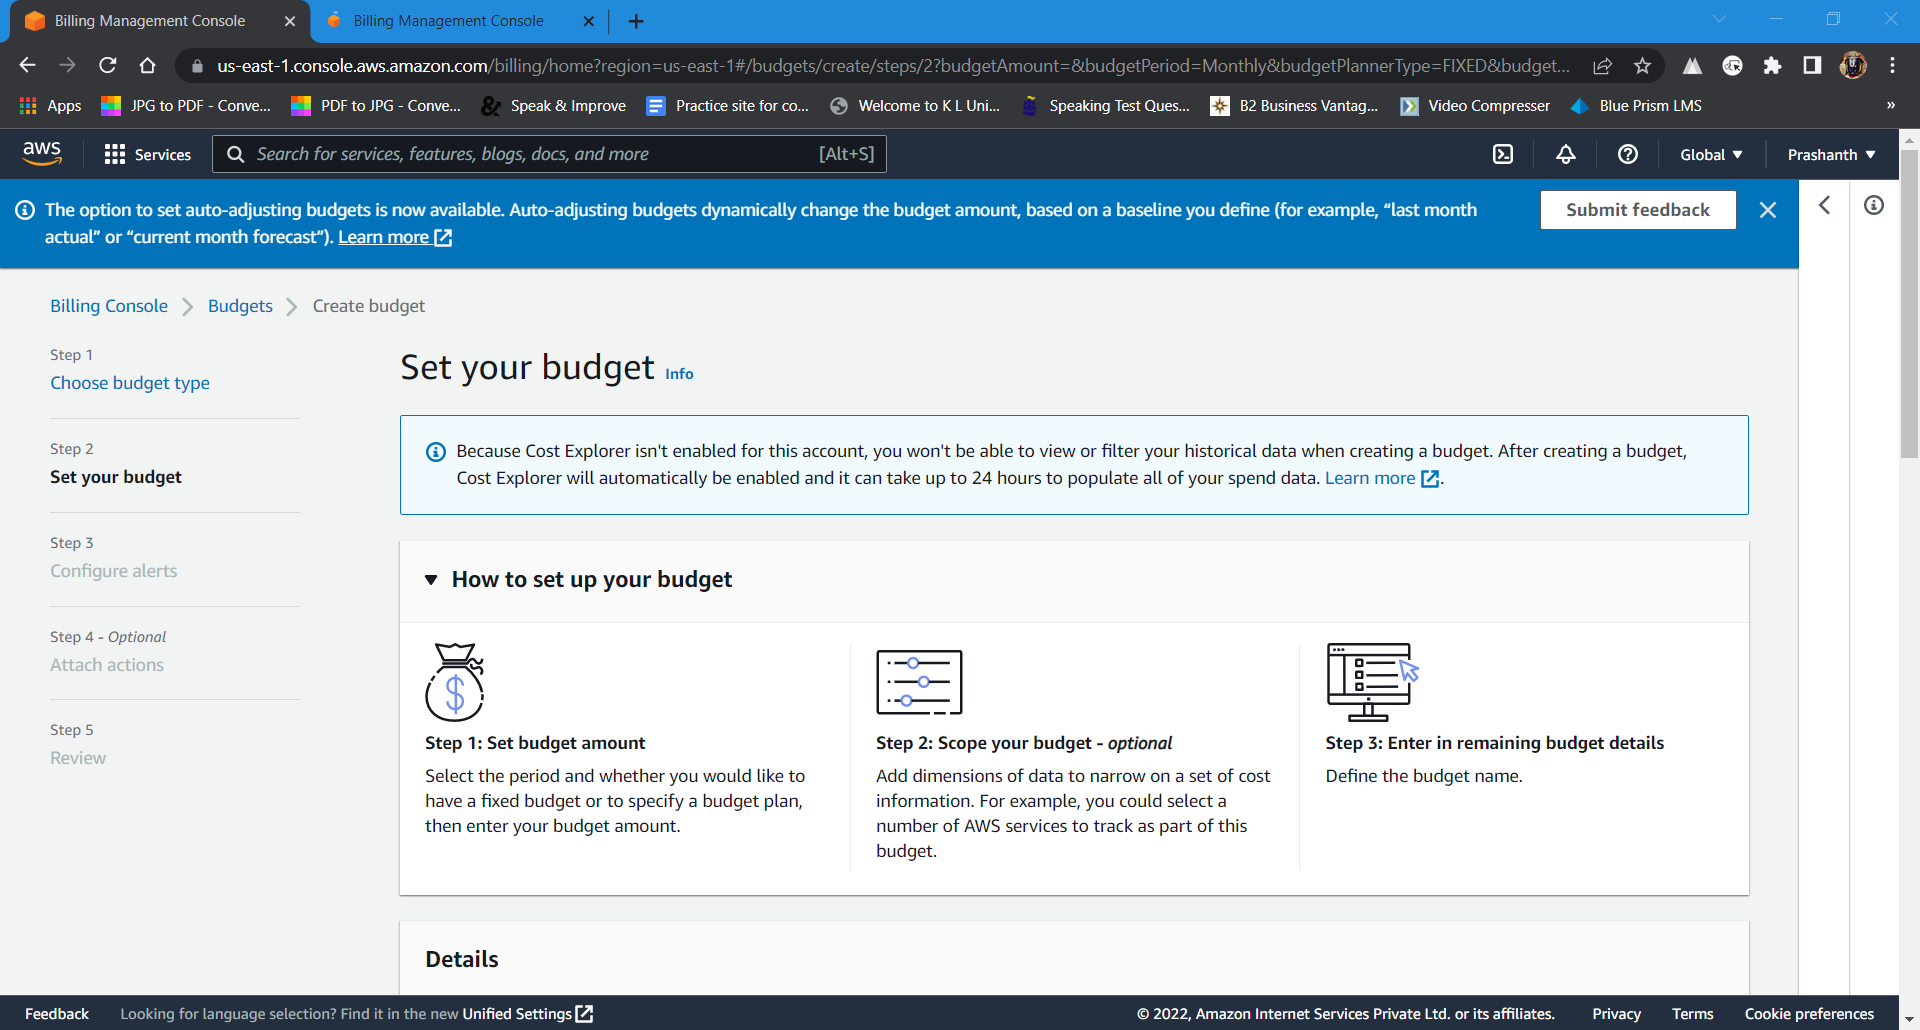 Billing Management Console
Billing Management Console
us-east-1.console.aws.amazon.com/billing/home?region=us-east-1#/budgets/create/steps/2?budgetAmount=&budgetPeriod=Monthly&budgetPlannerType=FIXED&budget...
Apps JPG to PDF - Conve... PDF to JPG - Conve... Speak & Improve Practice site for co... Welcome to K L Uni... Speaking Test Ques... B2 Business Vantag... Video Compresser Blue Prism LMS »
aws Services Search for services, features, blogs, docs, and more [Alt+S] Global Prashanth
The option to set auto-adjusting budgets is now available. Auto-adjusting budgets dynamically change the budget amount, based on a baseline you define (for example, “last month
actual” or “current month forecast”). Learn more
Submit feedback
Billing Console Budgets Create budget
Step 1
Choose budget type
Step 2
Set your budget
Step 3
Configure alerts
Step 4 - Optional
Attach actions
Step 5
Review
Set your budget Info
Because Cost Explorer isn't enabled for this account, you won't be able to view or filter your historical data when creating a budget. After creating a budget,
Cost Explorer will automatically be enabled and it can take up to 24 hours to populate all of your spend data. Learn more .
How to set up your budget
$
Step 1: Set budget amount
Select the period and whether you would like to
have a fixed budget or to specify a budget plan,
then enter your budget amount.
Step 2: Scope your budget - optional
Add dimensions of data to narrow on a set of cost
information. For example, you could select a
number of AWS services to track as part of this
budget.
Step 3: Enter in remaining budget details
Define the budget name.
Details
Feedback Looking for language selection? Find it in the new Unified Settings © 2022, Amazon Internet Services Private Ltd. or its affiliates. Privacy Terms Cookie preferences